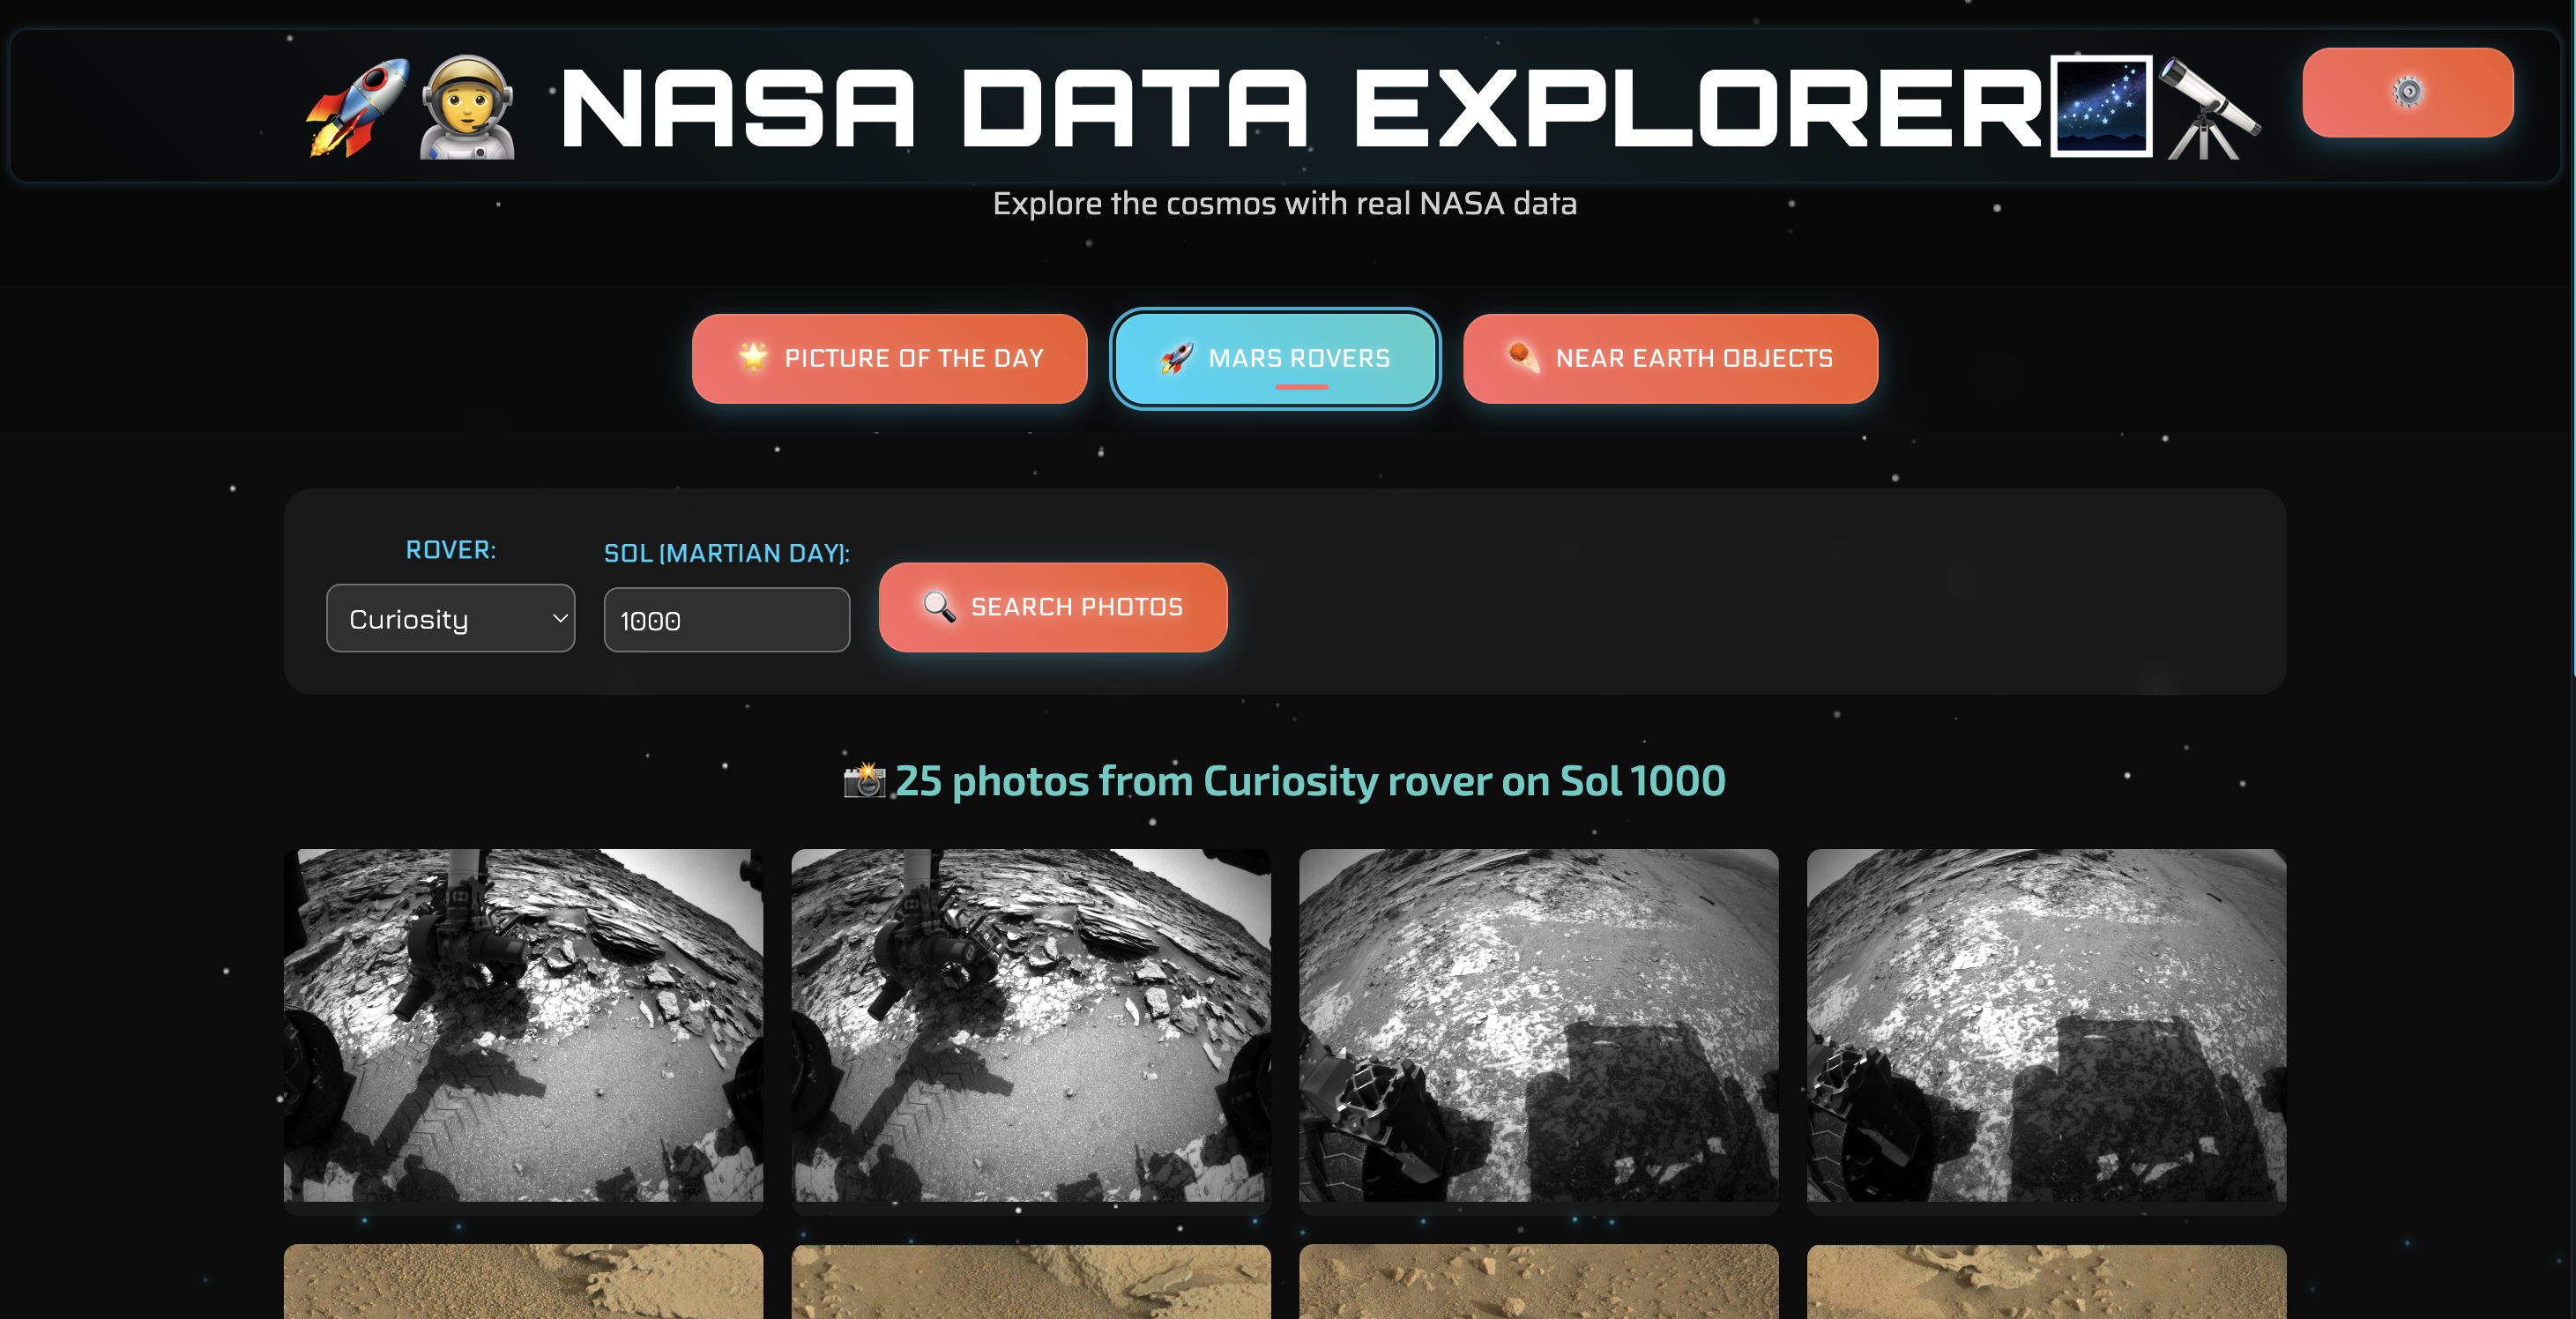 NASA DATA EXPLORER
Explore the cosmos with real NASA data
PICTURE OF THE DAY
MARS ROVERS
NEAR EARTH OBJECTS
ROVER:
SOL (MARTIAN DAY):
Curiosity
1000
SEARCH PHOTOS
25 photos from Curiosity rover on Sol 1000